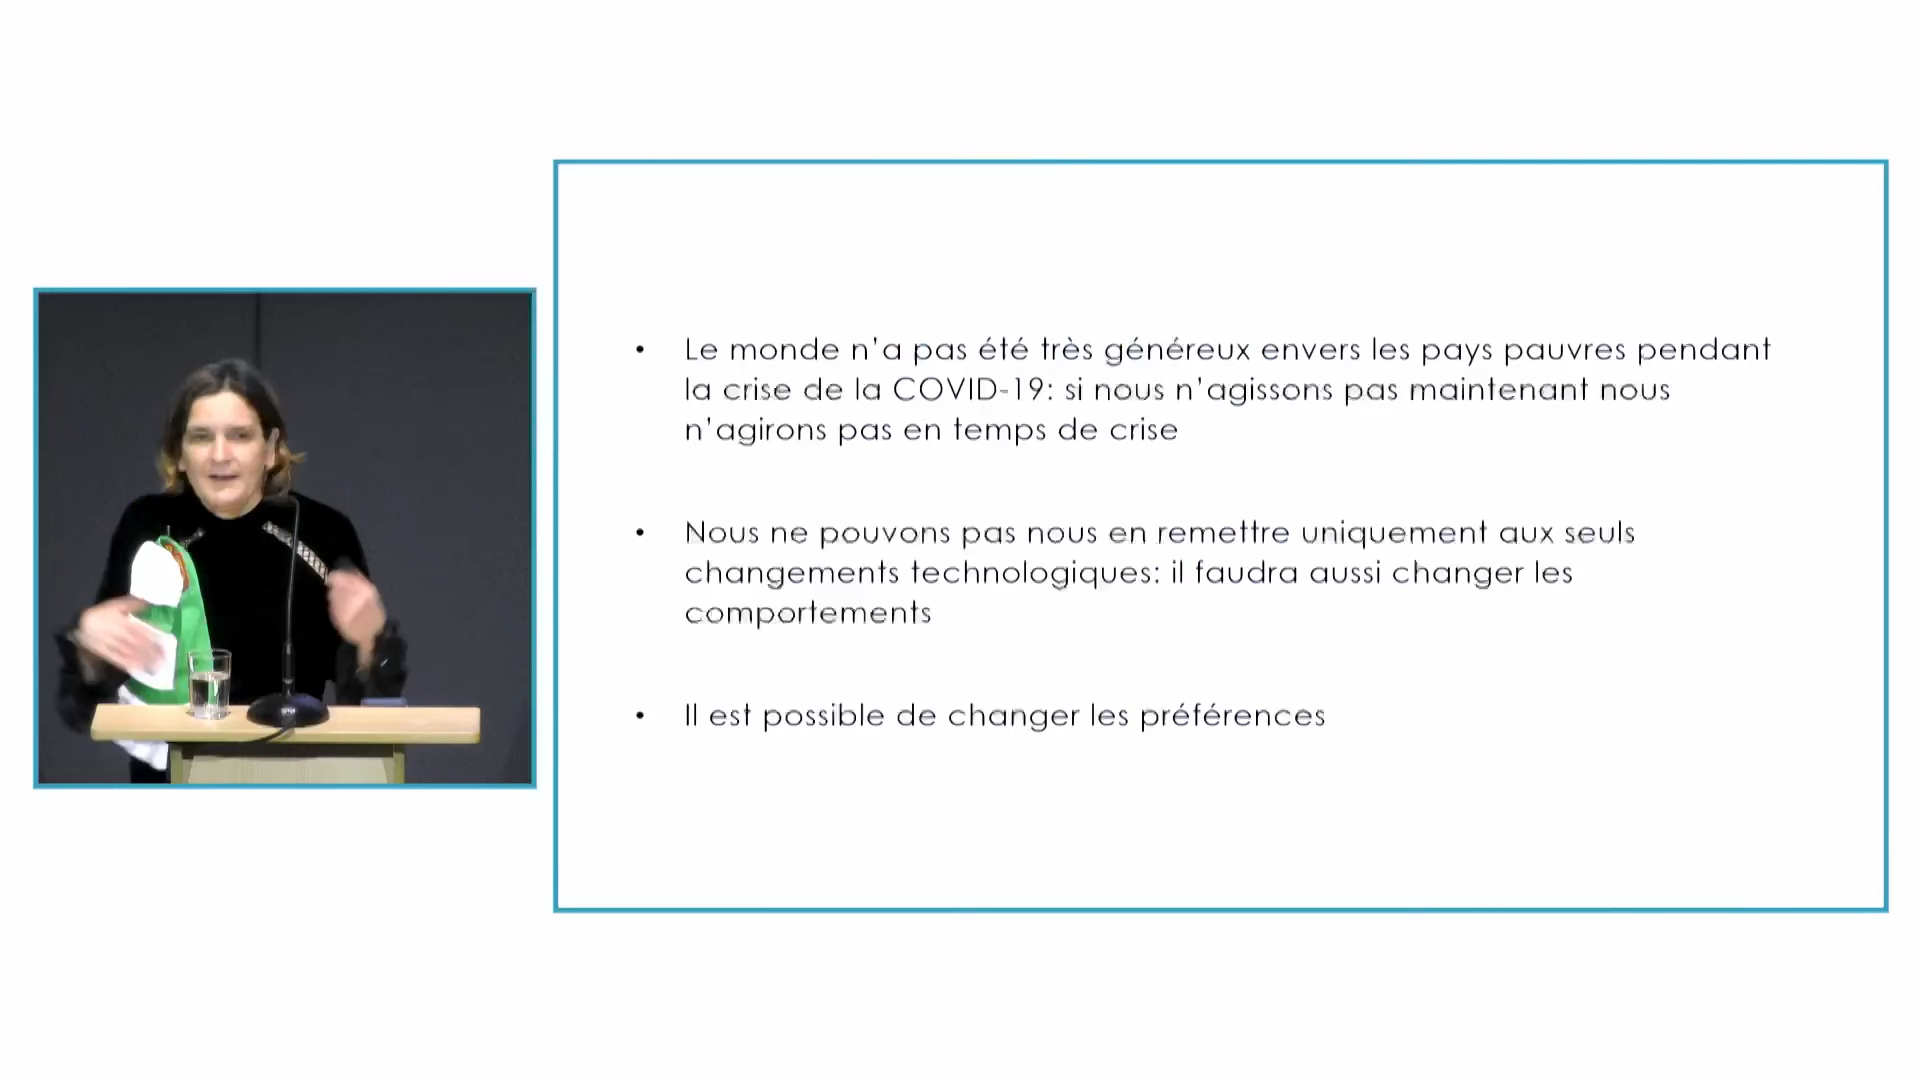 • Le monde n'a pas été très généreux envers les pays pauvres pendant
la crise de la COVID-19: si nous n'agissons pas maintenant nous
n'agirons pas en temps de crise
• Nous ne pouvons pas nous en remettre uniquement aux seuls
changements technologiques: il faudra aussi changer les
comportements
• Il est possible de changer les préférences